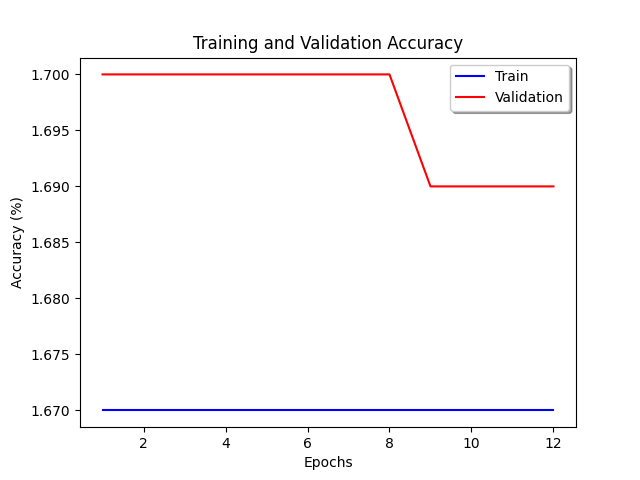 Training and Validation Accuracy
Train
Validation
1.700
1.695
1.690
1.685
1.680
1.675
1.670
Accuracy (%)
2 4 6 8 10 12
Epochs